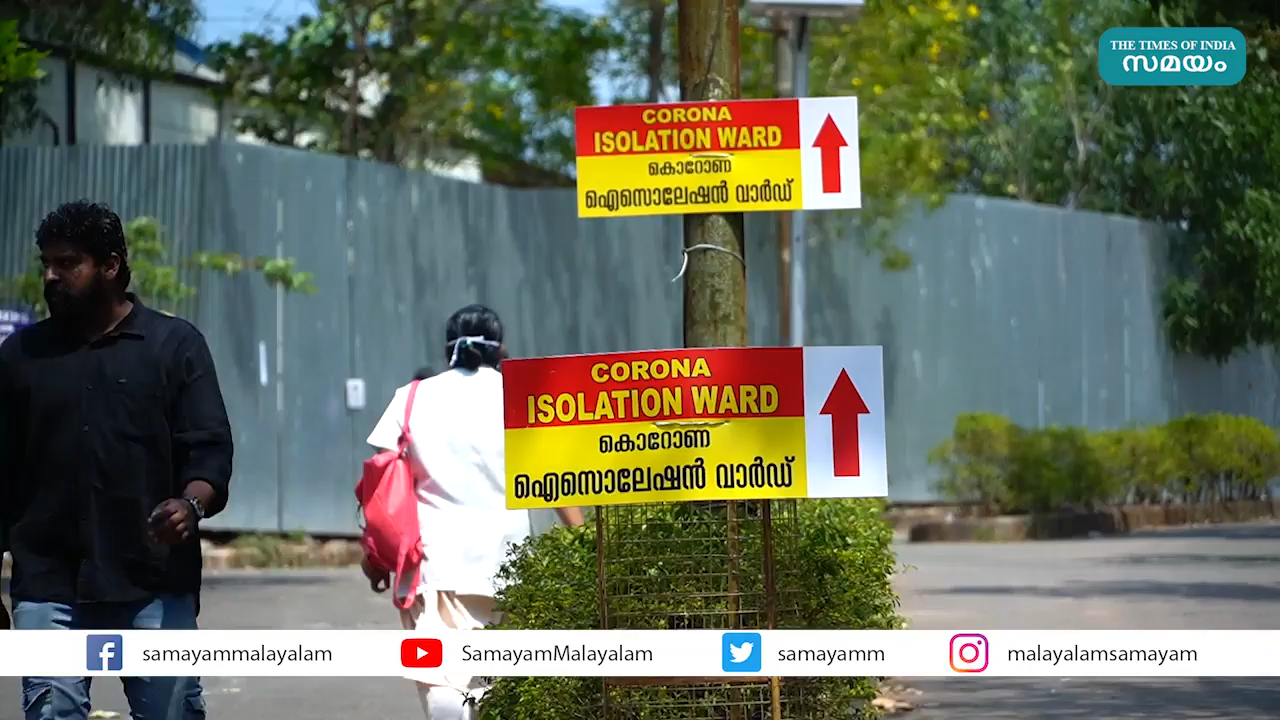 THE TIMES OF INDIA
സമയം
CORONA
ISOLATION WARD
കൊറോണ
ഐസൊലേഷൻ വാർഡ്
CORONA
ISOLATION WARD
കൊറോണ
ഐസൊലേഷൻ വാർഡ്
samayammalayalam
SamayamMalayalam
samayamm
malayalamsamayam